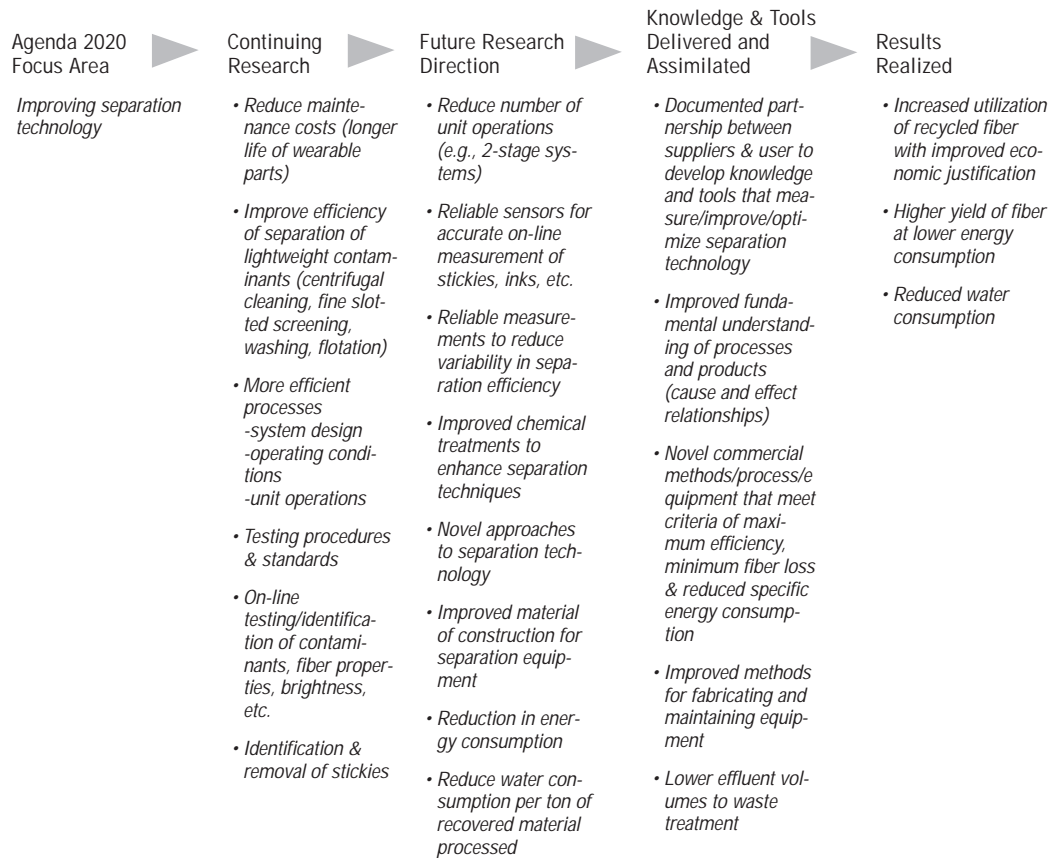 Agenda 2020
Focus Area
Continuing
Research
Future Research
Direction
Knowledge & Tools
Delivered and
Assimilated
Results
Realized
Improving separation
technology
• Reduce mainte-
nance costs (longer
life of wearable
parts)
• Improve efficiency
of separation of
lightweight contam-
inants (centrifugal
cleaning, fine slot-
ted screening,
washing, flotation)
• More efficient
processes
-system design
-operating condi-
tions
-unit operations
• Testing procedures
& standards
• On-line
testing/identifica-
tion of contami-
nants, fiber proper-
ties, brightness,
etc.
• Identification &
removal of stickies
• Reduce number of
unit operations
(e.g., 2-stage sys-
tems)
• Reliable sensors for
accurate on-line
measurement of
stickies, inks, etc.
• Reliable measure-
ments to reduce
variability in sepa-
ration efficiency
• Improved chemical
treatments to
enhance separation
techniques
• Novel approaches
to separation tech-
nology
• Improved material
of construction for
separation equip-
ment
• Reduction in ener-
gy consumption
• Reduce water con-
sumption per ton of
recovered material
processed
• Documented part-
nership between
suppliers & user to
develop knowledge
and tools that mea-
sure/improve/opti-
mize separation
technology
• Improved funda-
mental understand-
ing of processes
and products
(cause and effect
relationships)
• Novel commercial
methods/process/e
quipment that meet
criteria of maxi-
mum efficiency,
minimum fiber loss
& reduced specific
energy consump-
tion
• Improved methods
for fabricating and
maintaining equip-
ment
• Lower effluent vol-
umes to waste
treatment
• Increased utilization
of recycled fiber
with improved eco-
nomic justification
• Higher yield of fiber
at lower energy
consumption
• Reduced water
consumption